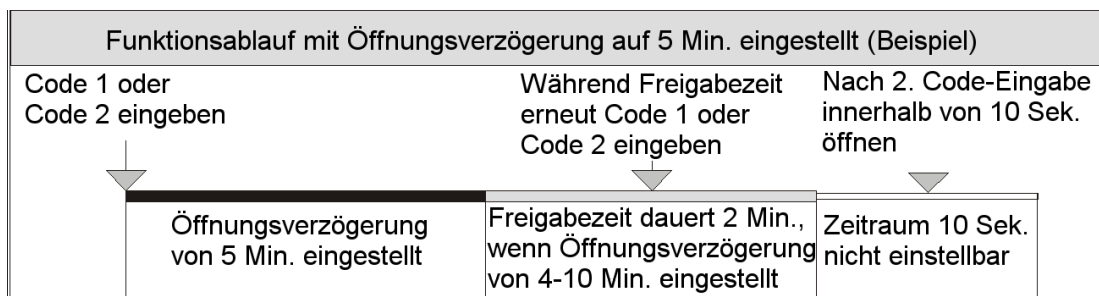 Funktionsablauf mit Öffnungsverzögerung auf 5 Min. eingestellt (Beispiel)
Code 1 oder
Code 2 eingeben
Während Freigabezeit
erneut Code 1 oder
Code 2 eingeben
Nach 2. Code-Eingabe
innerhalb von 10 Sek.
öffnen
Öffnungsverzögerung
von 5 Min. eingestellt
Freigabezeit dauert 2 Min.,
wenn Öffnungsverzögerung
von 4-10 Min. eingestellt
Zeitraum 10 Sek.
nicht einstellbar